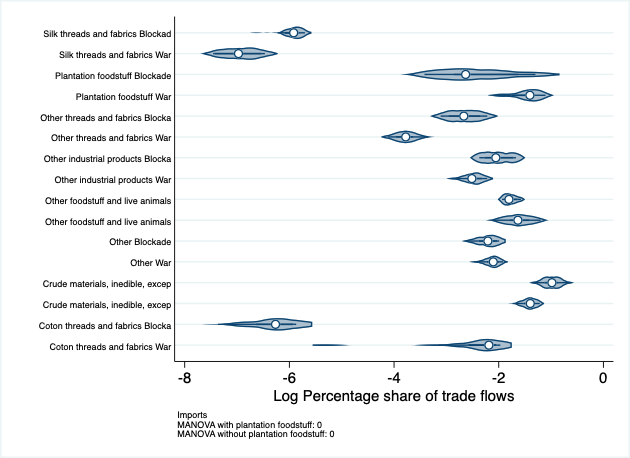 Silk threads and fabrics Blockad
Silk threads and fabrics War
Plantation foodstuff Blockade
Plantation foodstuff War
Other threads and fabrics Blocka
Other threads and fabrics War
Other industrial products Blocka
Other industrial products War
Other foodstuff and live animals
Other foodstuff and live animals
Other Blockade
Other War
Crude materials, inedible, excep
Crude materials, inedible, excep
Coton threads and fabrics Blocka
Coton threads and fabrics War
-8 -6 -4 -2 0
Log Percentage share of trade flows
Imports
MANOVA with plantation foodstuff: 0
MANOVA without plantation foodstuff: 0